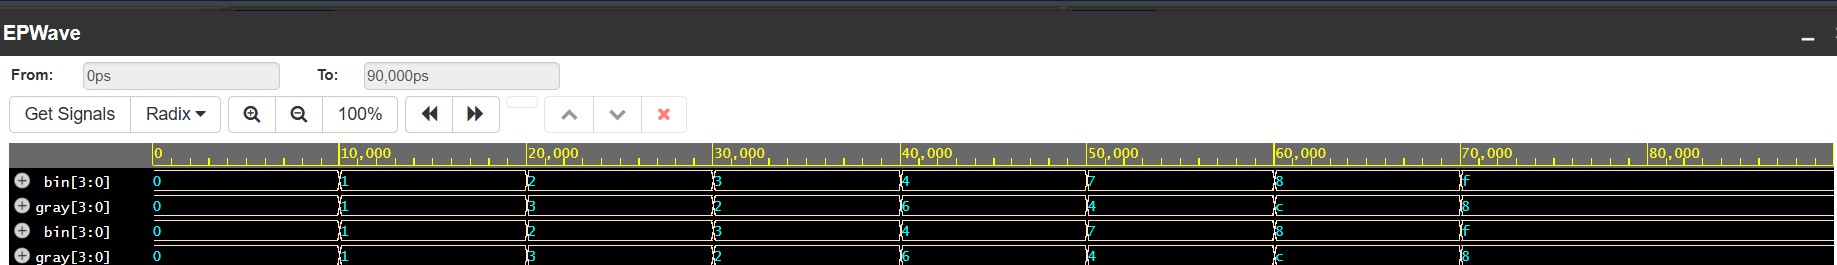 EPWave
From: 0ps To: 90,000ps
Get Signals Radix 100%
0 10,000 20,000 30,000 40,000 50,000 60,000 70,000 80,000
bin[3:0] 0 1 2 3 4 7 8 f
gray[3:0] 0 1 3 2 6 4 c 8
bin[3:0] 0 1 2 3 4 7 8 f
gray[3:0] 0 1 3 2 6 4 c 8